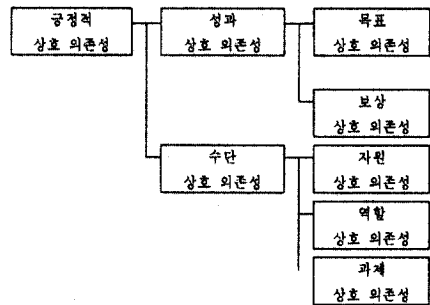 긍정적
상호 의존성
성과
상호 의존성
목표
상호 의존성
보상
상호 의존성
수단
상호 의존성
자원
상호 의존성
역할
상호 의존성
과제
상호 의존성